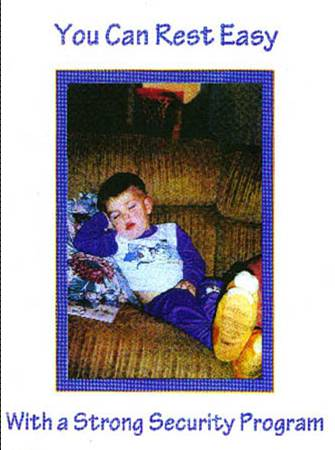 You Can Rest Easy
With a Strong Security Program